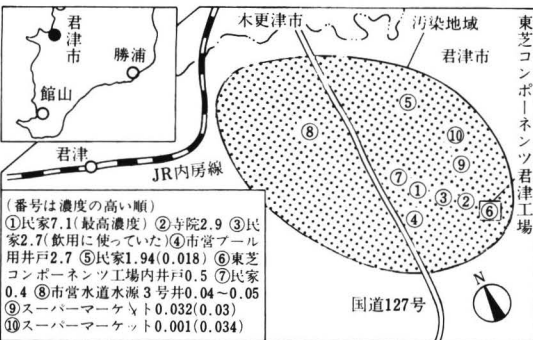 君津市
勝浦
館山
木更津市
汚染地域
君津市
東芝コンポーネンツ君津工場
君津
JR内房線
⑤
⑧
⑩
⑨
⑦
①
③
②
⑥
④
国道127号
N
(番号は濃度の高い順)
①民家7.1(最高濃度) ②寺院2.9 ③民
家2.7(飲用に使っていた)④市営プール
用井戸2.7 ⑤民家1.94(0.018) ⑥東芝
コンポーネンツ工場内井戸0.5 ⑦民家
0.4 ⑧市営水道水源3号井0.04~0.05
⑨スーパーマーケット0.032(0.03)
⑩スーパーマーケット0.001(0.034)